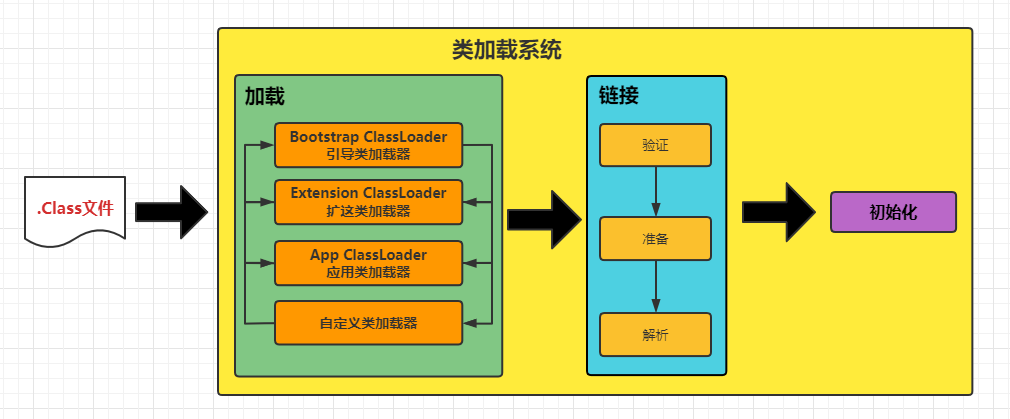 类加载系统
.Class文件
加载
Bootstrap ClassLoader
引导类加载器
Extension ClassLoader
扩这类加载器
App ClassLoader
应用类加载器
自定义类加载器
链接
验证
准备
解析
初始化